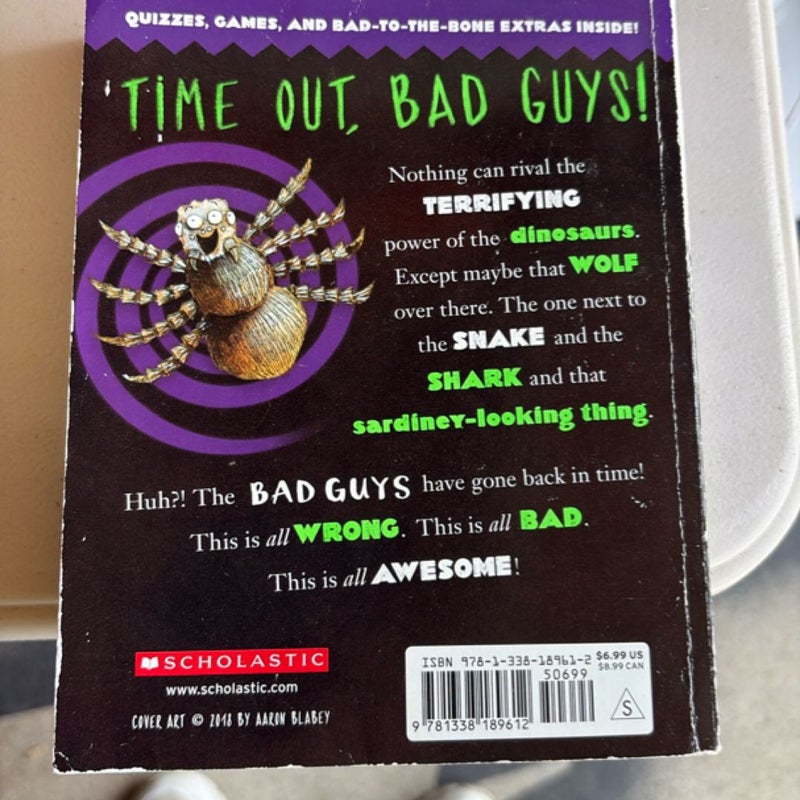 QUIZZES, GAMES, AND BAD-TO-THE-BONE EXTRAS INSIDE!
TIME OUT, BAD GUYS!
Nothing can rival the
TERRIFYING
power of the dinosaurs.
Except maybe that WOLF
over there. The one next to
the SNAKE and the
SHARK and that
sardiney-looking thing.
Huh?! The BAD GUYS have gone back in time!
This is all WRONG. This is all BAD.
This is all AWESOME!
SCHOLASTIC
www.scholastic.com
COVER ART © 2018 BY AARON BLABEY
ISBN 978-1-338-18961-2
$6.99 US
$8.99 CAN
50699
9 781338 189612
S